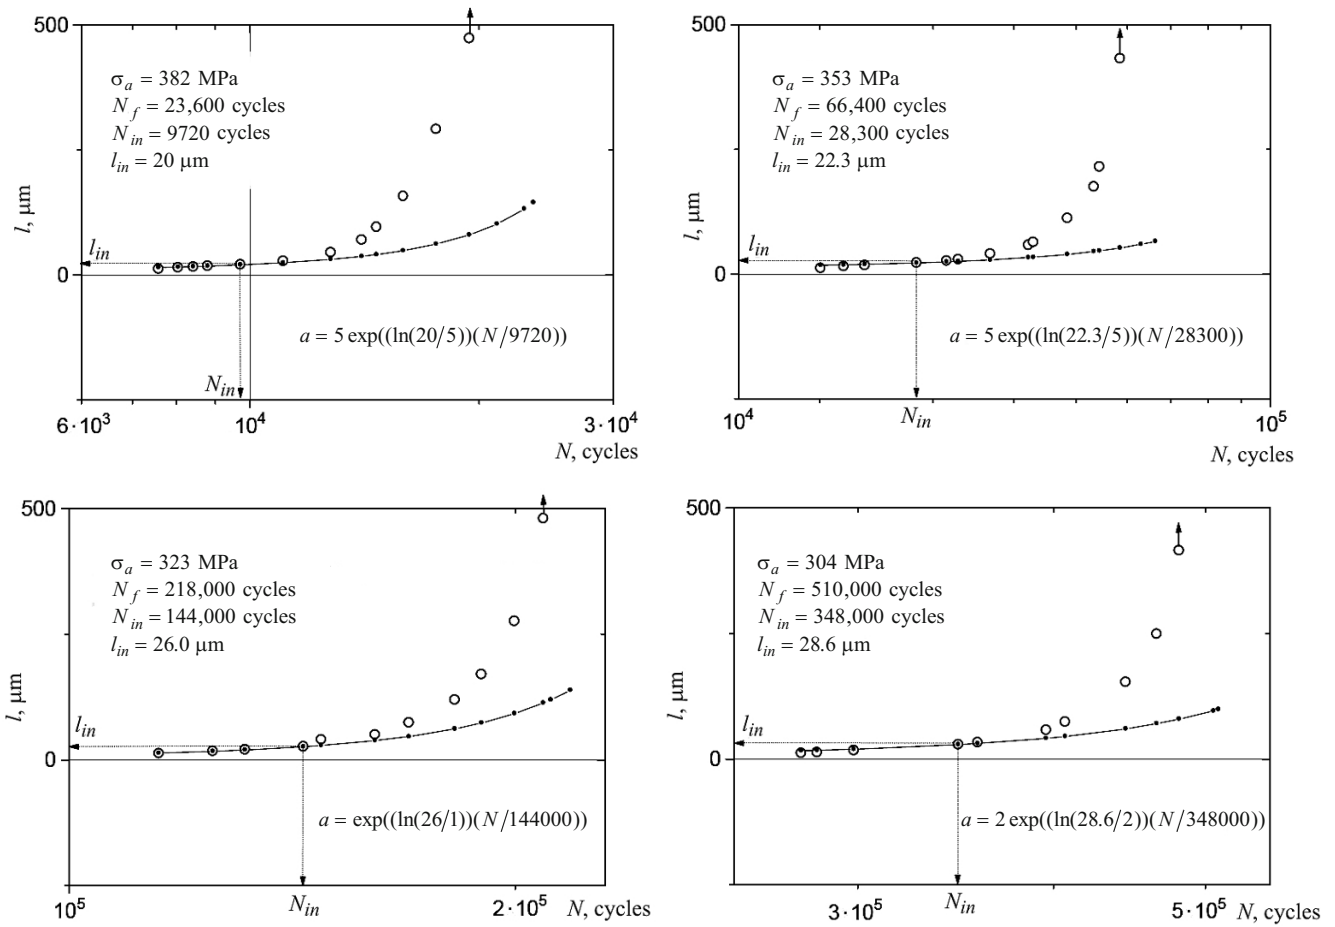 500
σa = 382 MPa
Nf = 23,600 cycles
Nin = 9720 cycles
lin = 20 μm
l, μm
lin
0
a = 5 exp((ln(20/5))(N/9720))
Nin
6·10³ 10⁴ 3·10⁴
N, cycles
500
σa = 353 MPa
Nf = 66,400 cycles
Nin = 28,300 cycles
lin = 22.3 μm
l, μm
lin
0
a = 5 exp((ln(22.3/5))(N/28300))
10⁴ Nin 10⁵
N, cycles
500
σa = 323 MPa
Nf = 218,000 cycles
Nin = 144,000 cycles
lin = 26.0 μm
l, μm
lin
0
a = exp((ln(26/1))(N/144000))
10⁵ Nin 2·10⁵ N, cycles
500
σa = 304 MPa
Nf = 510,000 cycles
Nin = 348,000 cycles
lin = 28.6 μm
l, μm
lin
0
a = 2 exp((ln(28.6/2))(N/348000))
3·10⁵ Nin 5·10⁵ N, cycles